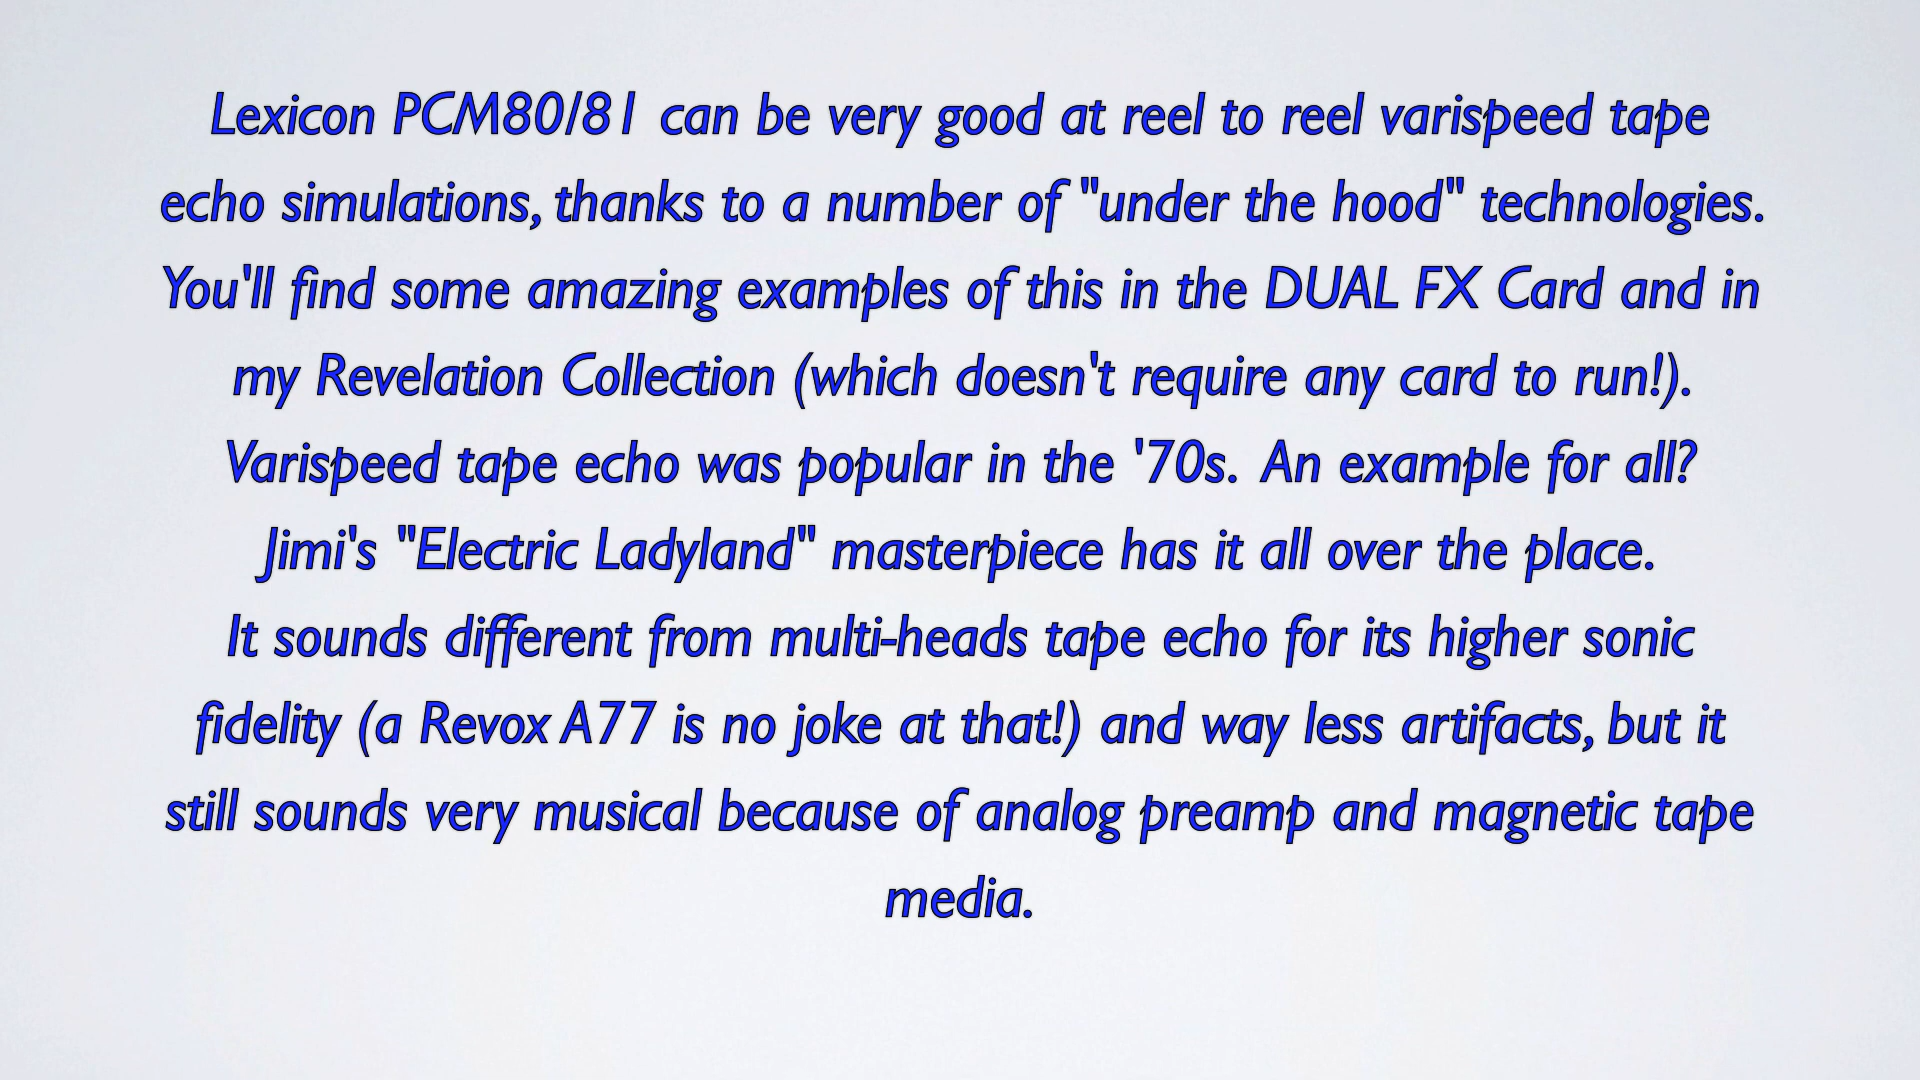 Lexicon PCM80/81 can be very good at reel to reel varispeed tape
echo simulations, thanks to a number of "under the hood" technologies.
You'll find some amazing examples of this in the DUAL FX Card and in
my Revelation Collection (which doesn't require any card to run!).
Varispeed tape echo was popular in the '70s.  An example for all?
Jimi's "Electric Ladyland" masterpiece has it all over the place.
It sounds different from multi-heads tape echo for its higher sonic
fidelity (a Revox A77 is no joke at that!) and way less artifacts, but it
still sounds very musical because of analog preamp and magnetic tape
media.